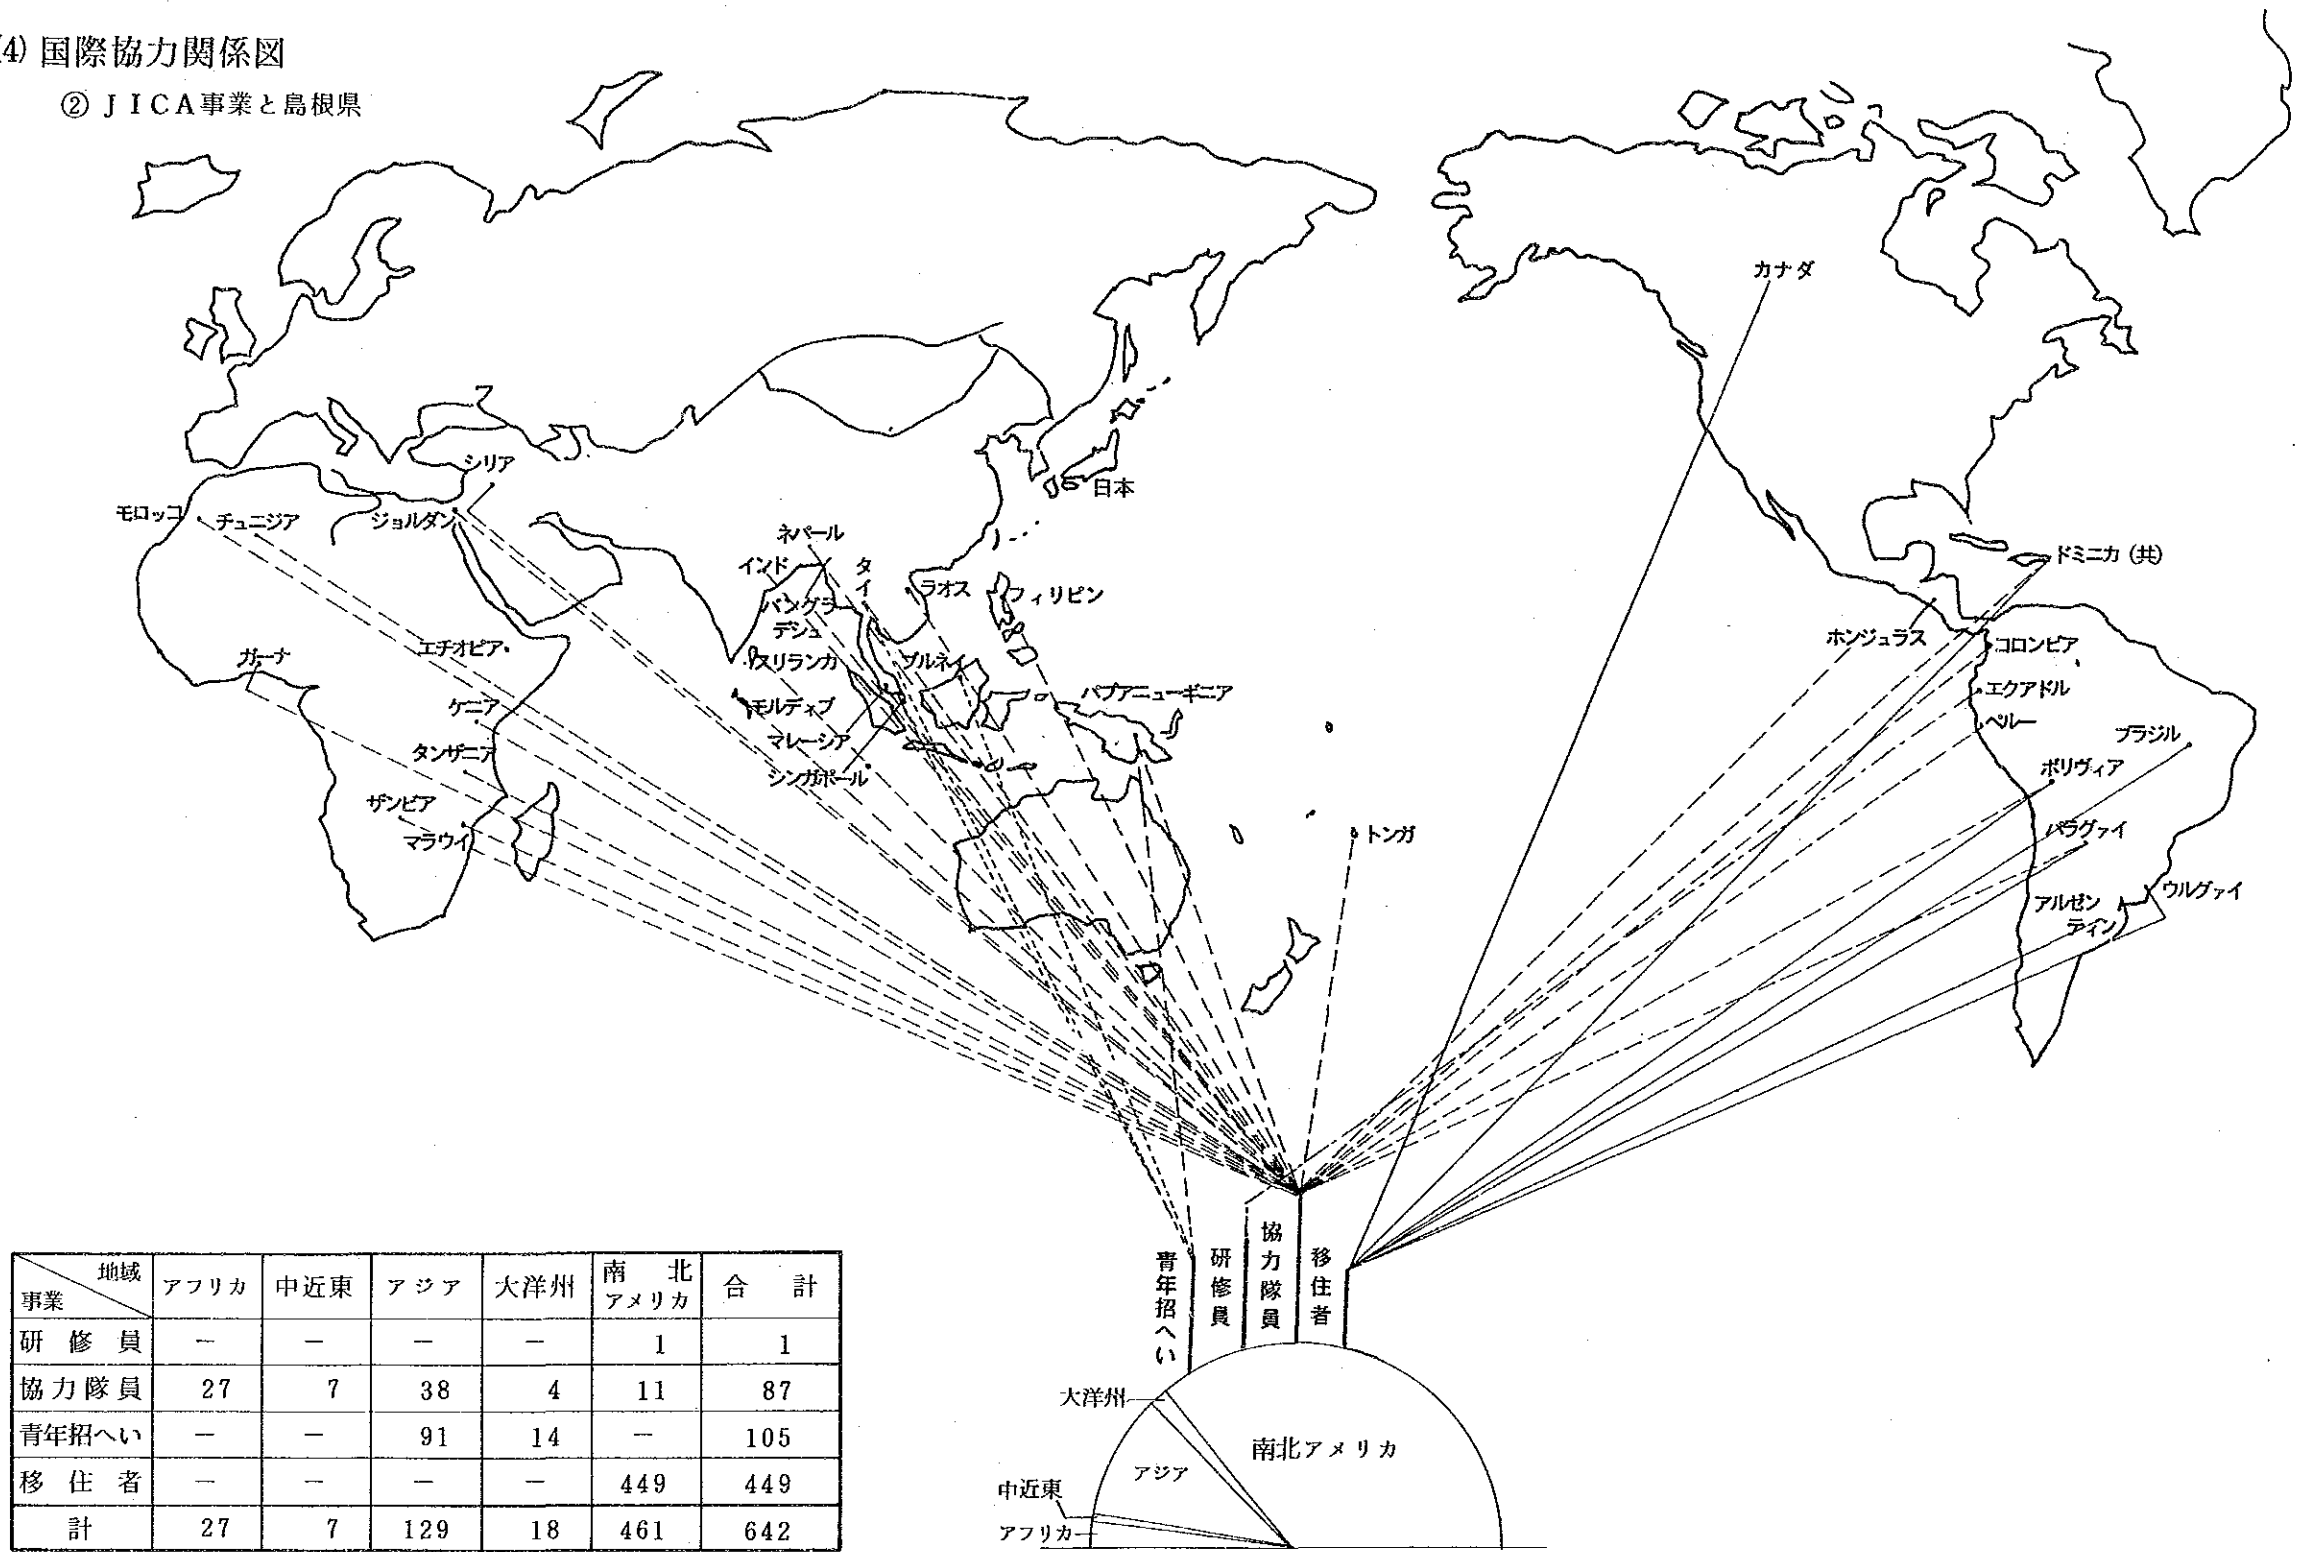 (4) 国際協力関係図
② JICA事業と島根県
カナダ
シリア
日本
モロッコ
チュニジア
ジョルダン
ネパール
インド
タイ
ラオス
フィリピン
バングラ
デシュ
ドミニカ (共)
ホンジュラス
コロンビア
エチオピア
ガーナ
スリランカ
ブルネイ
エクアドル
パプアニューギニア
ケニア
モルディブ
ペルー
マレーシア
ブラジル
タンザニア
シンガポール
ボリヴィア
ザンビア
マラウイ
トンガ
パラグァイ
ウルグァイ
アルゼン
ティン
青年招へい
研修員
協力隊員
移住者
地域
事業
アフリカ 中近東 アジア 大洋州 南北アメリカ 合計
研修員 － － － － 1 1
協力隊員 27 7 38 4 11 87
青年招へい － － 91 14 － 105
移住者 － － － － 449 449
計 27 7 129 18 461 642
大洋州
南北アメリカ
アジア
中近東
アフリカ